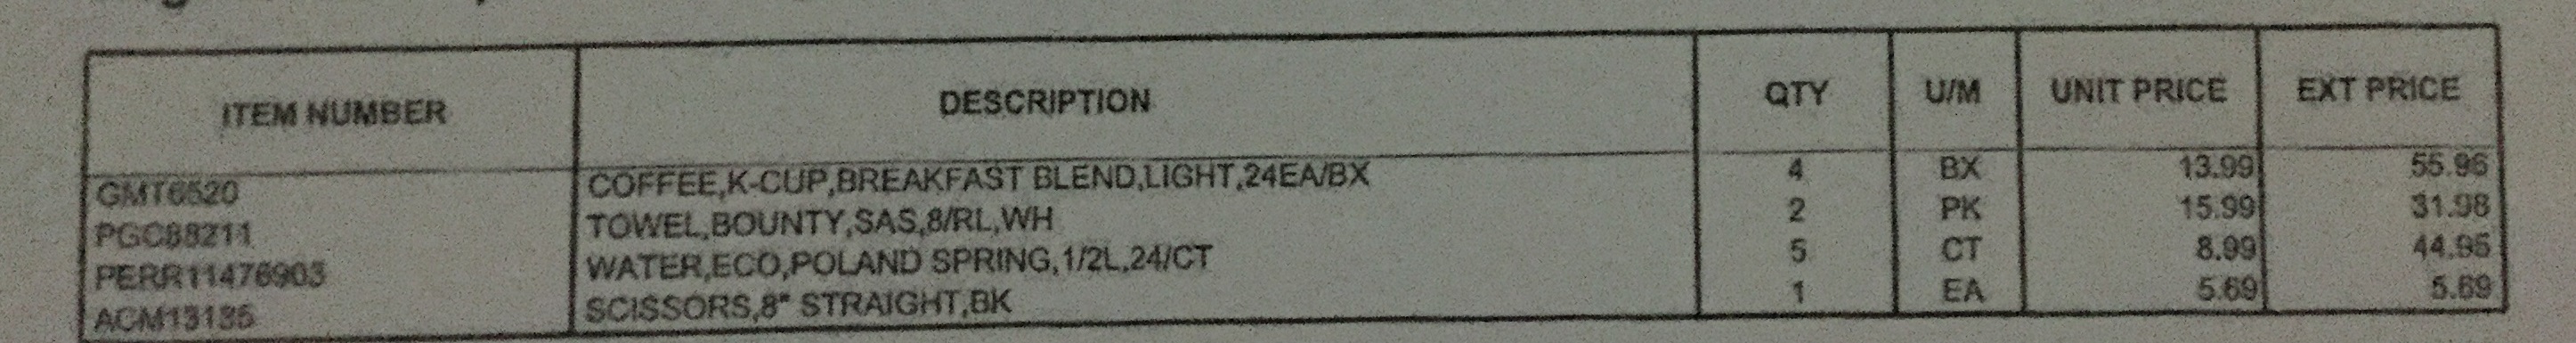 ITEM NUMBER DESCRIPTION QTY U/M UNIT PRICE EXT PRICE
GMT6520 COFFEE,K-CUP,BREAKFAST BLEND,LIGHT,24EA/BX 4 BX 13.99 55.96
PGC88211 TOWEL,BOUNTY,SAS,8/RL,WH 2 PK 15.99 31.98
PERR11476903 WATER,ECO,POLAND SPRING,1/2L,24/CT 5 CT 8.99 44.95
ACM13135 SCISSORS,8" STRAIGHT,BK 1 EA 5.69 5.69